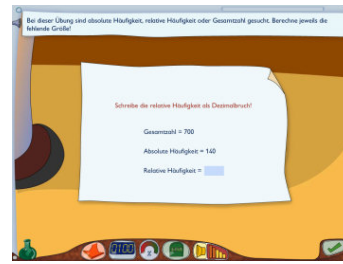 Bei dieser Übung sind absolute Häufigkeit, relative Häufigkeit oder Gesamtzahl gesucht. Berechne jeweils die
fehlende Größe!
Schreibe die relative Häufigkeit als Dezimalbruch!
Gesamtzahl = 700
Absolute Häufigkeit = 140
Relative Häufigkeit =